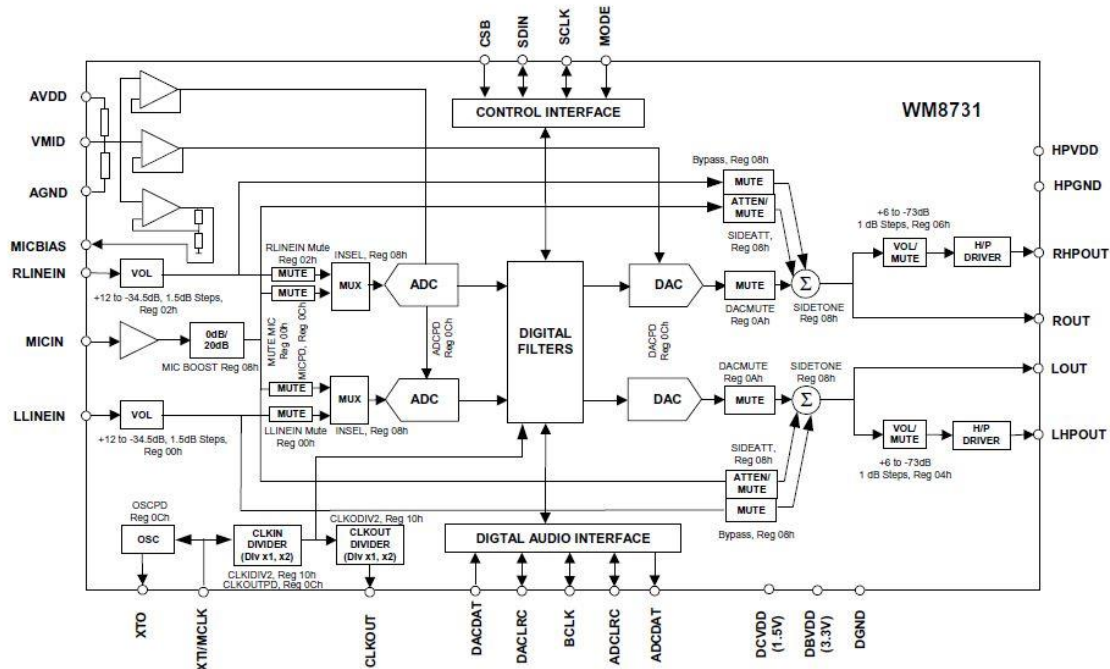 CSB
SDIN
SCLK
MODE
CONTROL INTERFACE
WM8731
AVDD
VMID
AGND
MICBIAS
RLINEIN
MICIN
LLINEIN
HPVDD
HPGND
RHPOUT
ROUT
LOUT
LHPOUT
Bypass, Reg 08h
MUTE
ATTEN/
MUTE
SIDEATT,
Reg 08h
+6 to -73dB
1 dB Steps, Reg 06h
VOL/
MUTE
H/P
DRIVER
VOL
+12 to -34.5dB, 1.5dB Steps,
Reg 02h
RLINEIN Mute
Reg 02h
INSEL, Reg 08h
MUTE
MUTE
MUX
ADC
DAC
MUTE
Σ
DACMUTE
Reg 0Ah
SIDETONE
Reg 08h
0dB/
20dB
MIC BOOST Reg 08h
MUTE MIC
Reg 00h
MICPD, Reg 0Ch
ADCPD
Reg 0Ch
DIGITAL
FILTERS
DACPD
Reg 0Ch
DACMUTE
Reg 0Ah
SIDETONE
Reg 08h
VOL
+12 to -34.5dB, 1.5dB Steps,
Reg 00h
MUTE
MUTE
LLINEIN Mute
Reg 00h
MUX
INSEL, Reg 08h
ADC
DAC
MUTE
Σ
VOL/
MUTE
H/P
DRIVER
+6 to -73dB
1 dB Steps, Reg 04h
SIDEATT,
Reg 08h
ATTEN/
MUTE
MUTE
Bypass, Reg 08h
OSCPD
Reg 0Ch
OSC
CLKIN
DIVIDER
(Div x1, x2)
CLKIDIV2, Reg 10h
CLKOUTPD, Reg 0Ch
CLKODIV2, Reg 10h
CLKOUT
DIVIDER
(Div x1, x2)
DIGTAL AUDIO INTERFACE
XTO
XTI/MCLK
CLKOUT
DACDAT
DACLRC
BCLK
ADCLRC
ADCDAT
DCVDD
(1.5V)
DBVDD
(3.3V)
DGND